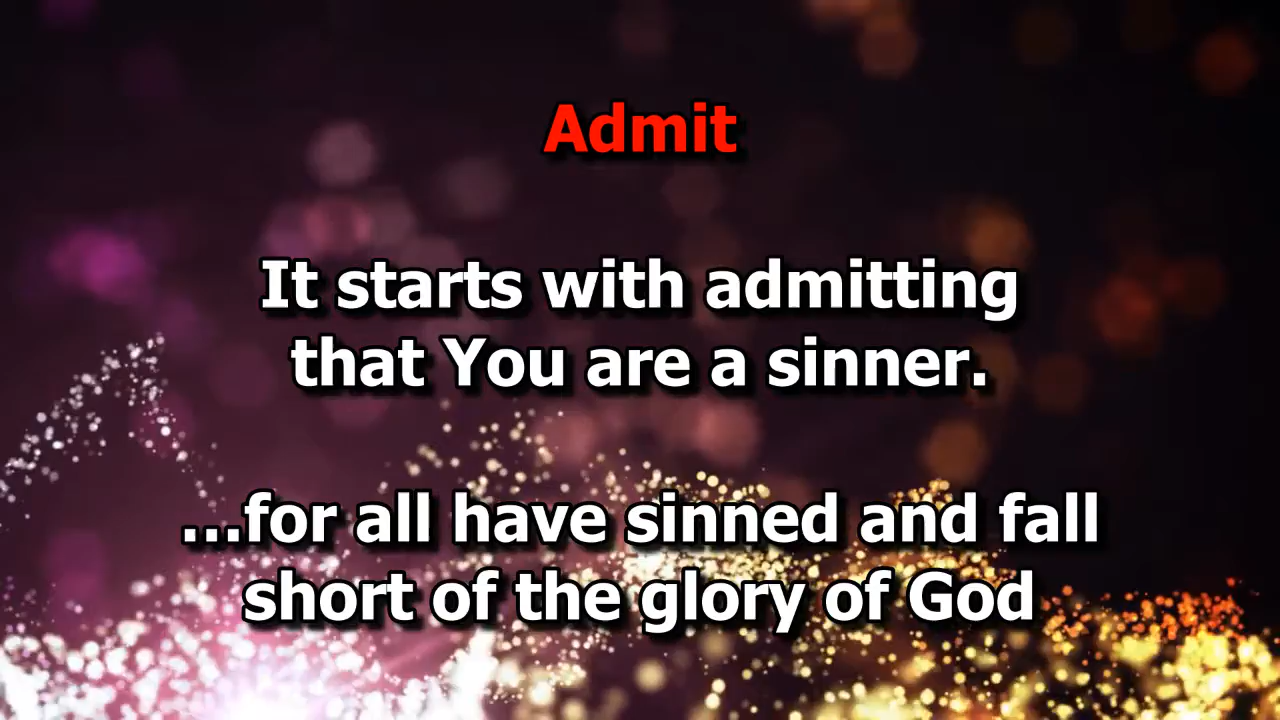 Admit
It starts with admitting
that You are a sinner.
...for all have sinned and fall
short of the glory of God